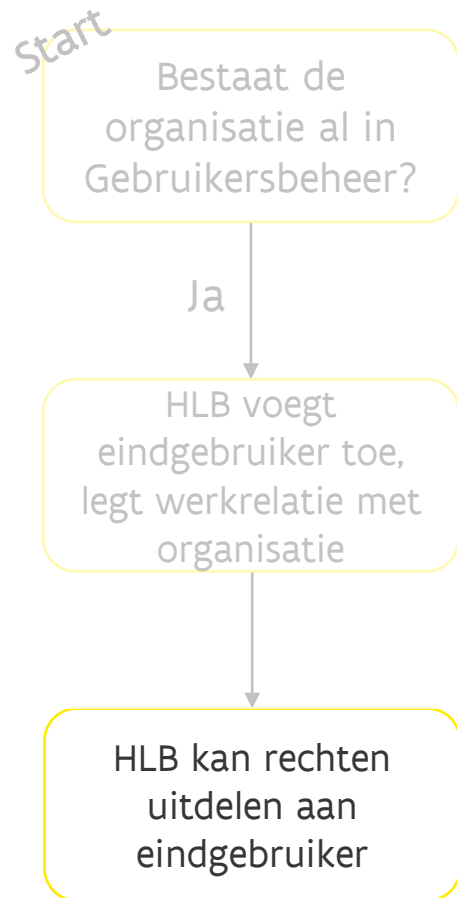 Start
Bestaat de
organisatie al in
Gebruikersbeheer?
Ja
HLB voegt
eindgebruiker toe,
legt werkrelatie met
organisatie
HLB kan rechten
uitdelen aan
eindgebruiker